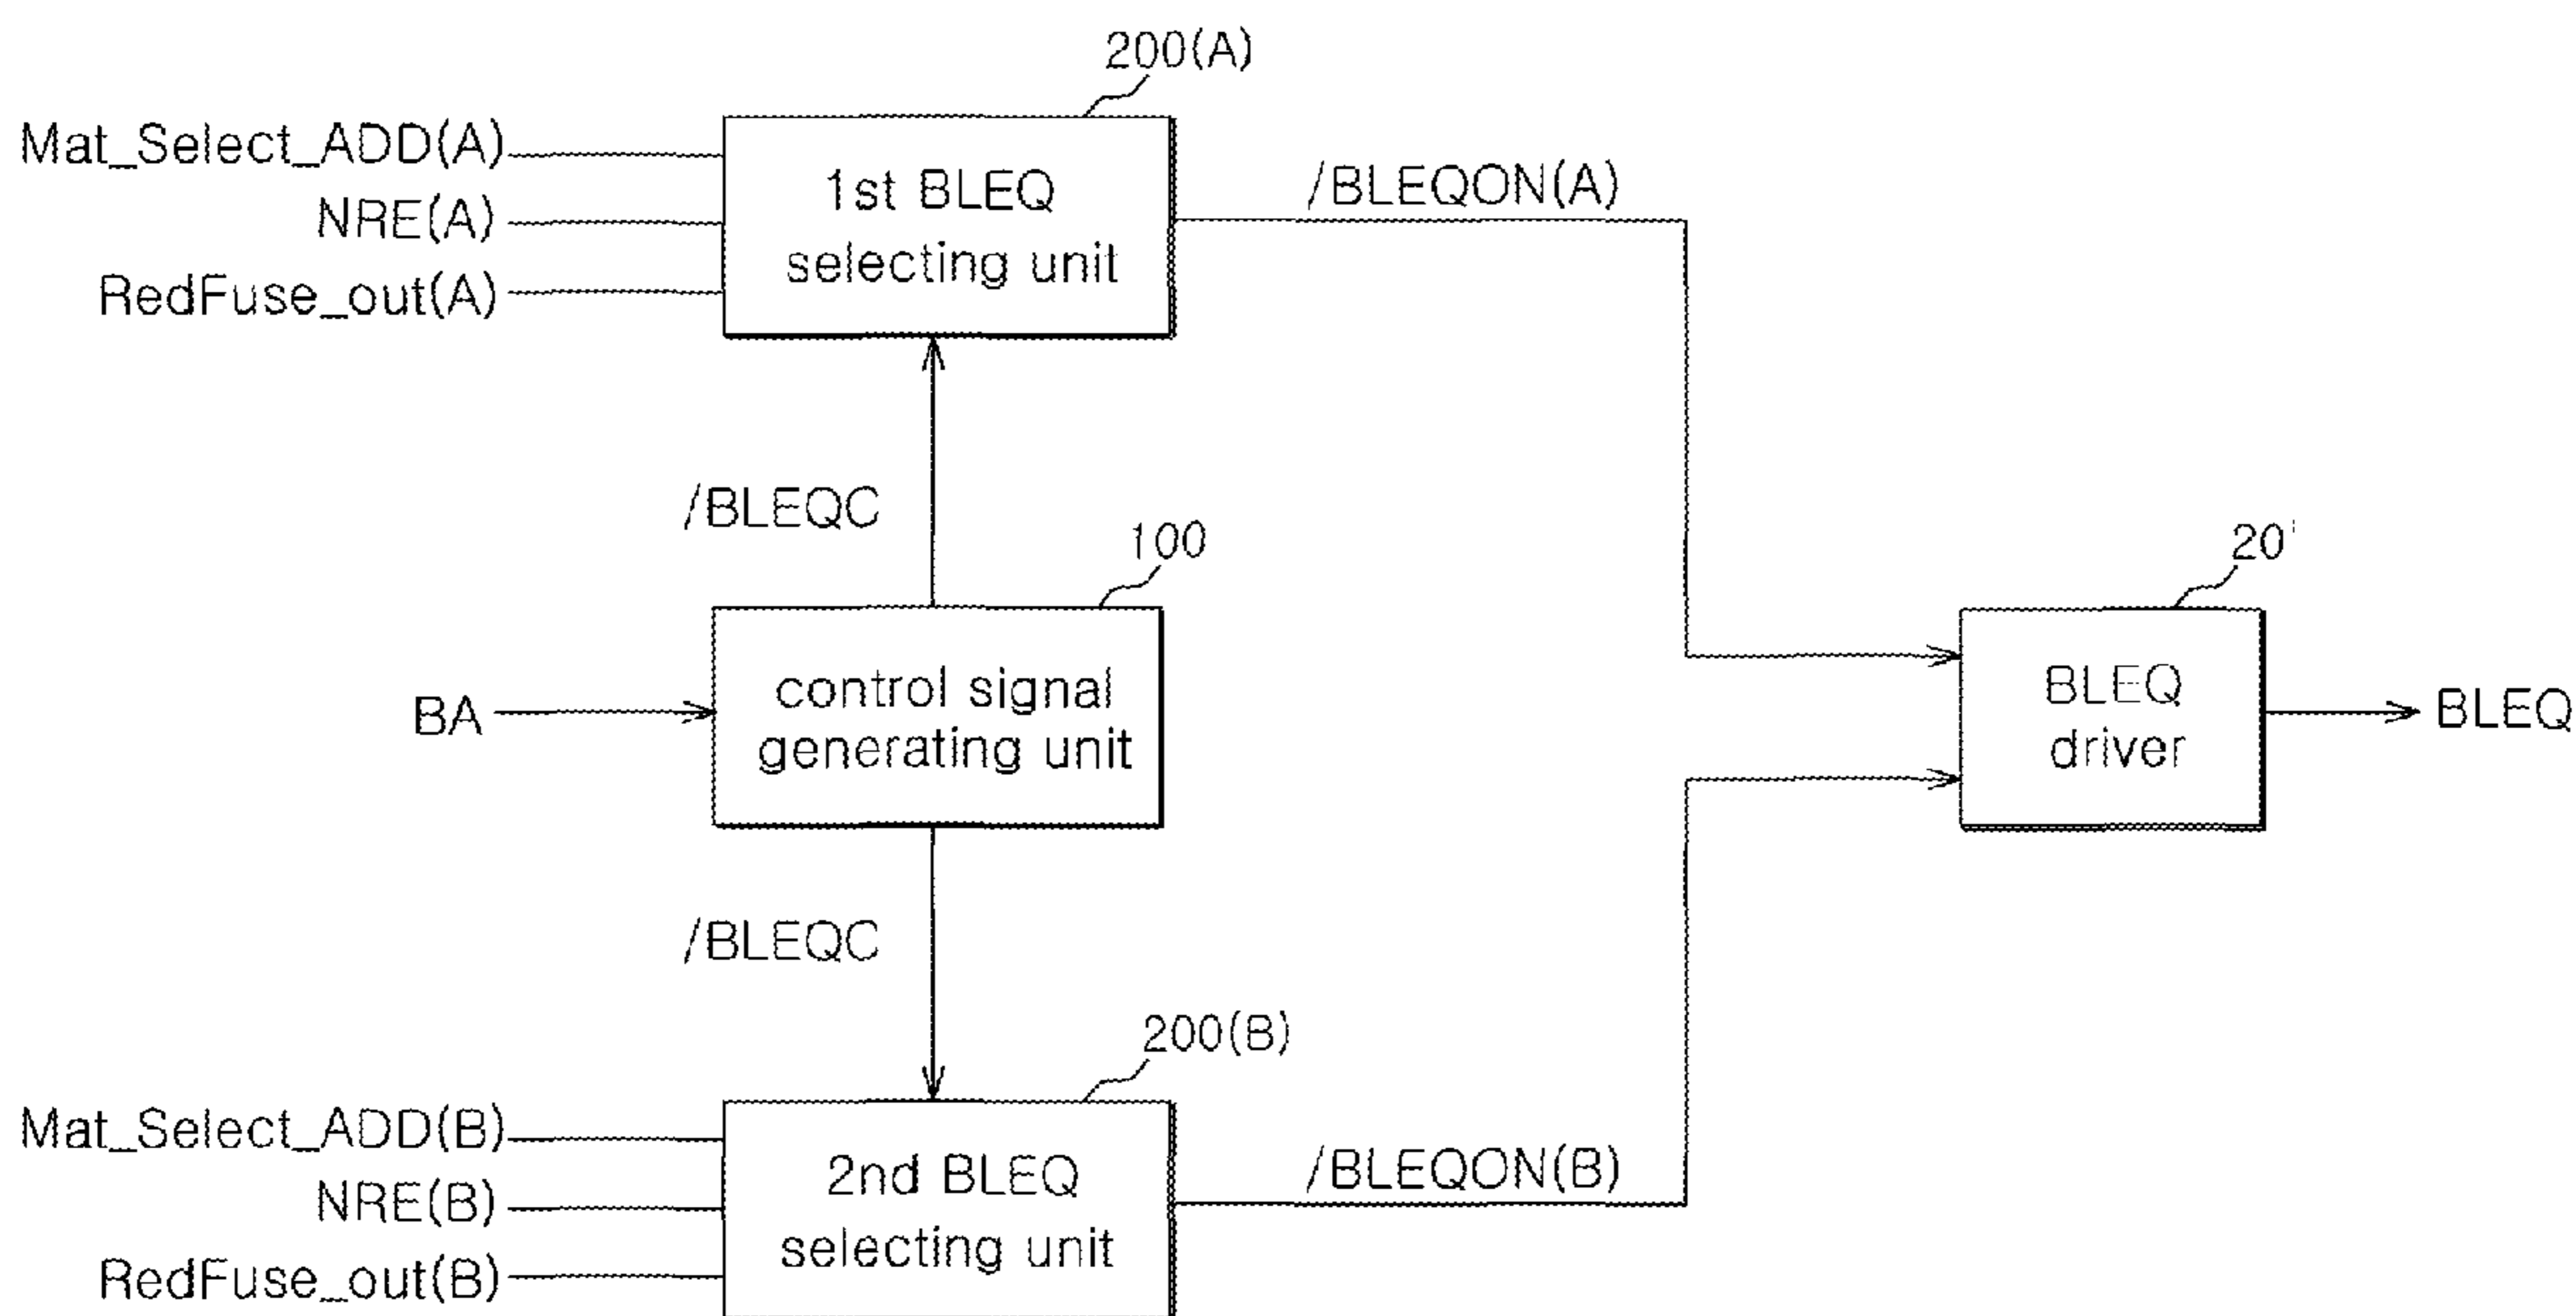 200(A)
Mat_Select_ADD(A)
NRE(A)
RedFuse_out(A)
1st BLEQ
selecting unit
/BLEQON(A)
/BLEQC
100
BA
control signal
generating unit
20'
BLEQ
driver
BLEQ
/BLEQC
200(B)
Mat_Select_ADD(B)
NRE(B)
RedFuse_out(B)
2nd BLEQ
selecting unit
/BLEQON(B)